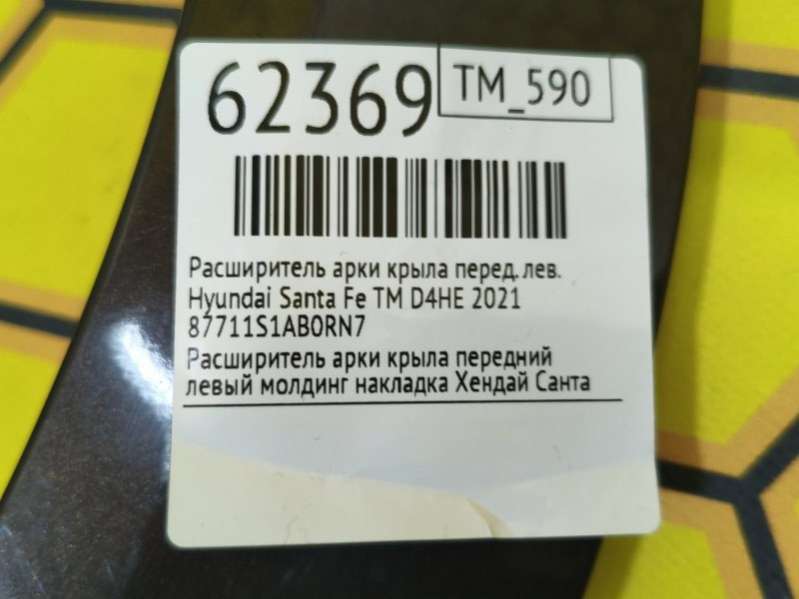 62369
TM_590
Расширитель арки крыла перед. лев.
Hyundai Santa Fe TM D4HE 2021
87711S1AB0RN7
Расширитель арки крыла передний
левый молдинг накладка Хендай Санта